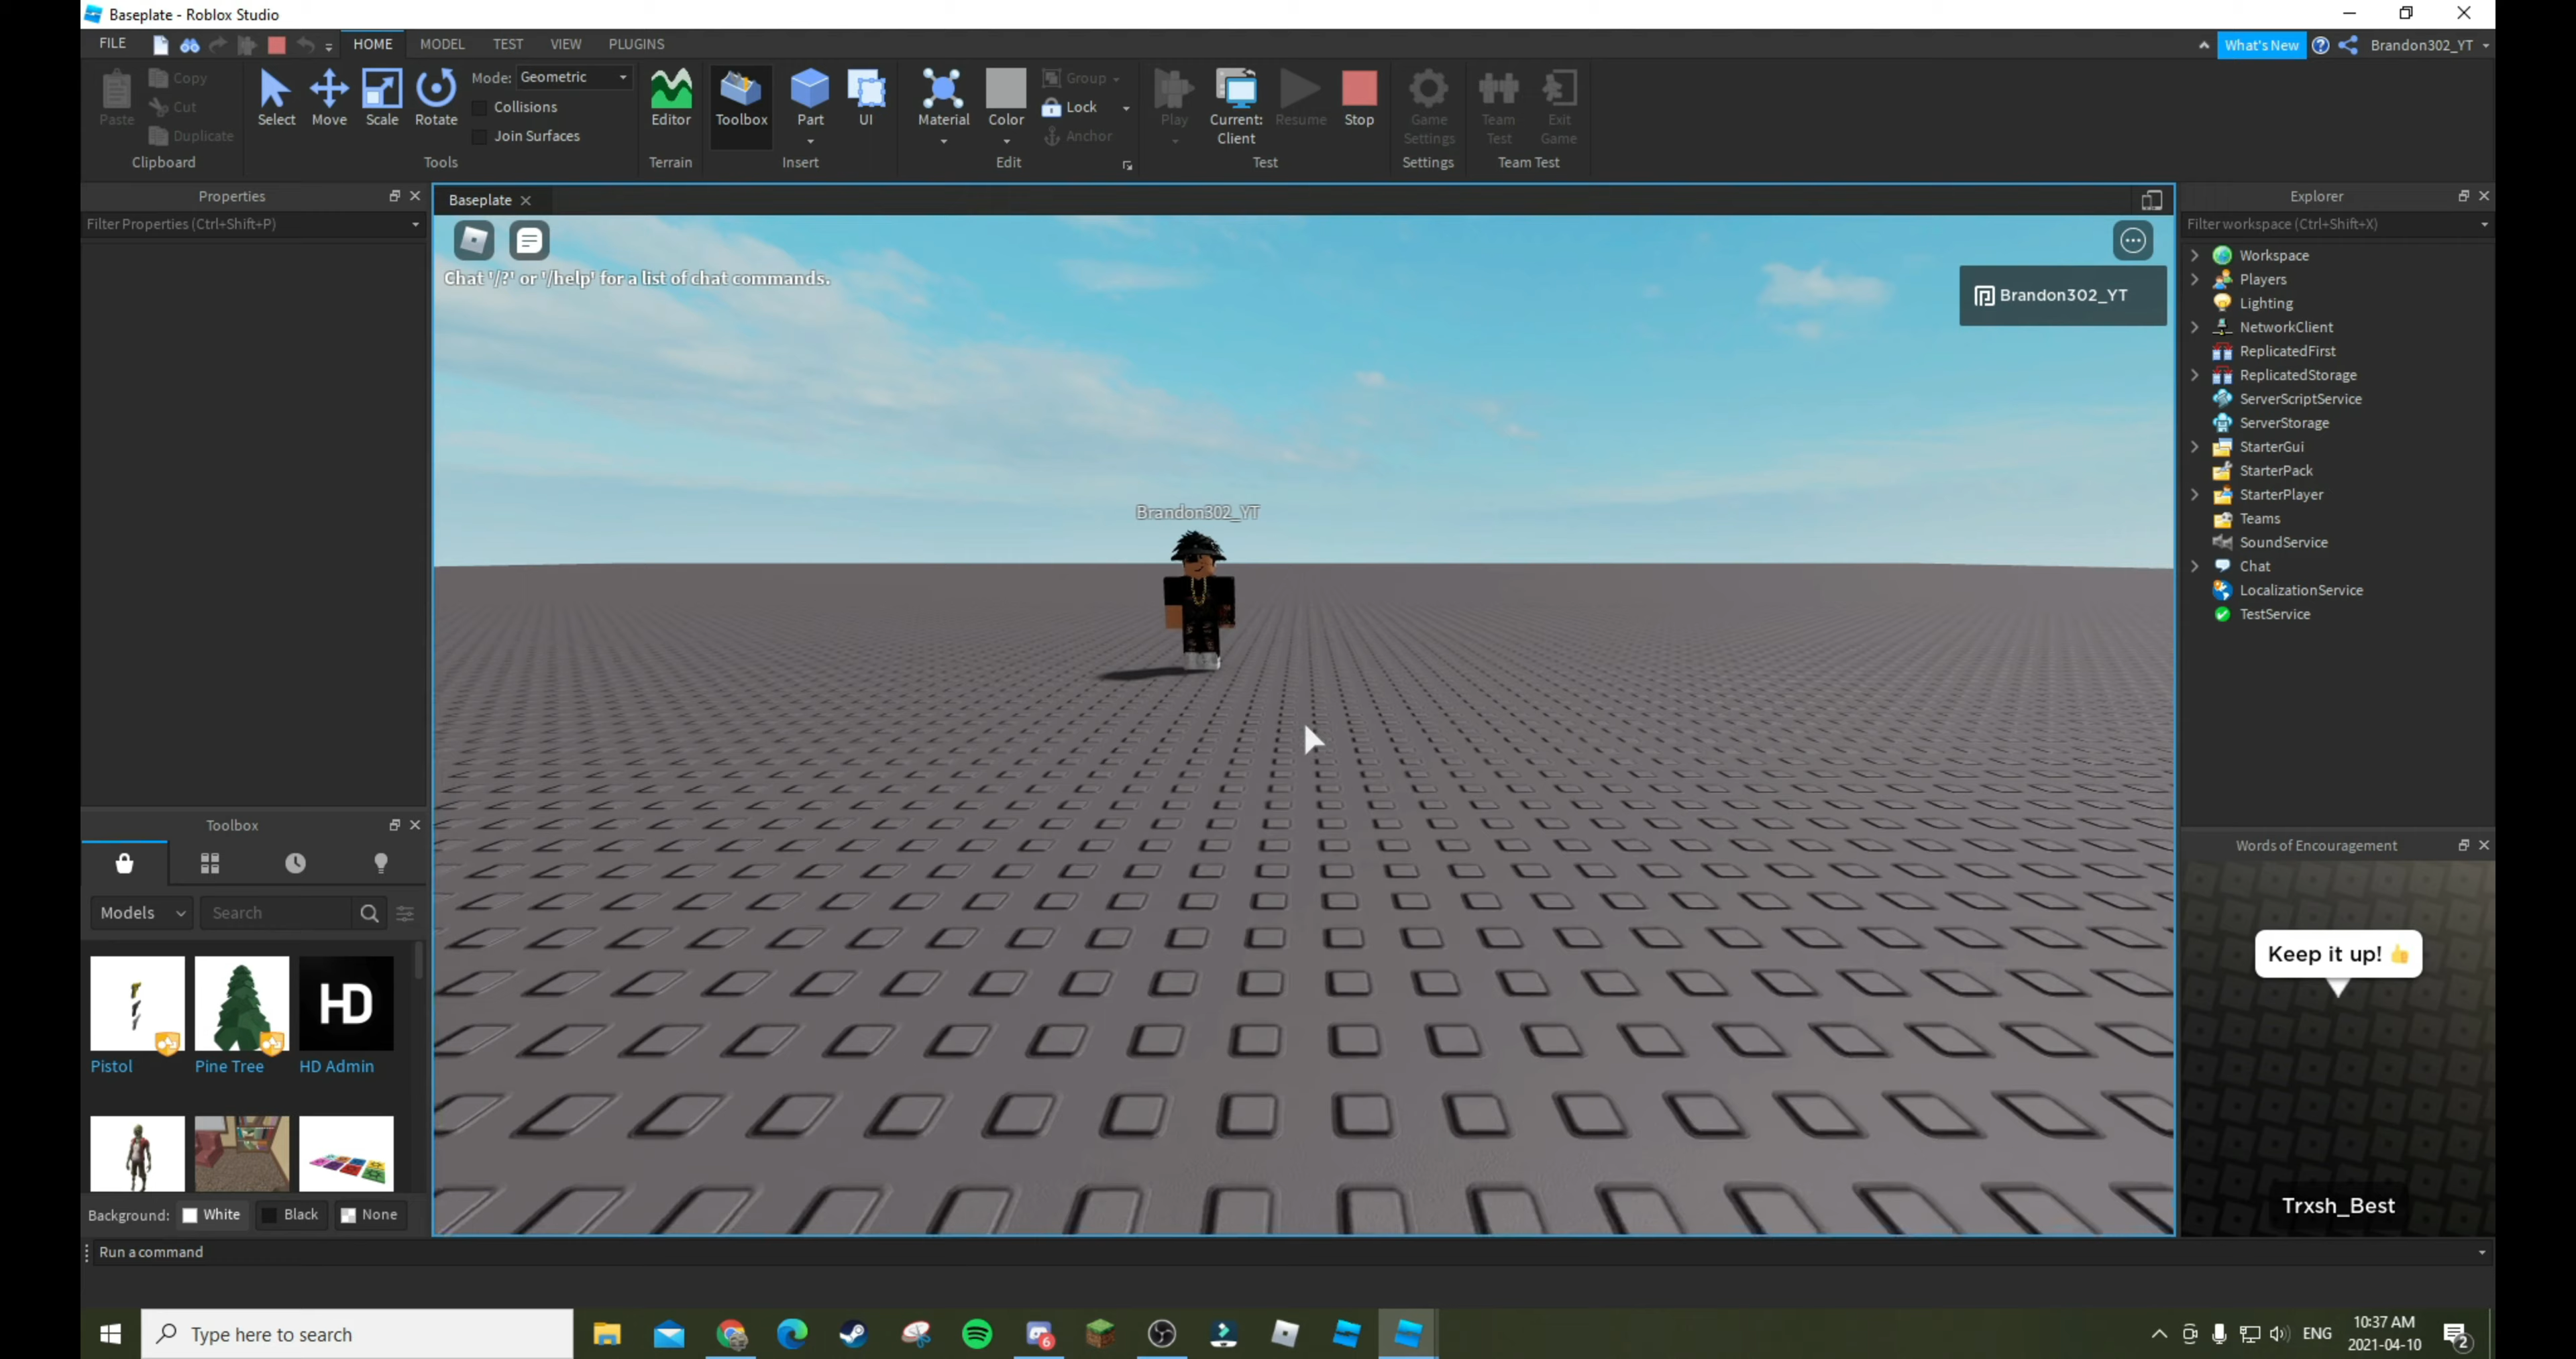 Baseplate - Roblox Studio
FILE HOME MODEL TEST VIEW PLUGINS What's New Brandon302_YT
Paste
Copy
Cut
Duplicate
Clipboard
Select Move Scale Rotate
Mode: Geometric
Collisions
Join Surfaces
Tools
Editor
Terrain
Toolbox Part UI
Insert
Material Color
Group
Lock
Anchor
Edit
Play
Current: Client
Resume
Stop
Test
Game Settings
Settings
Team Test
Exit Game
Team Test
Properties
Filter Properties (Ctrl+Shift+P)
Baseplate
Chat '/?' or '/help' for a list of chat commands.
Brandon302_YT
Brandon302_YT
Explorer
Filter workspace (Ctrl+Shift+X)
Workspace
Players
Lighting
NetworkClient
ReplicatedFirst
ReplicatedStorage
ServerScriptService
ServerStorage
StarterGui
StarterPack
StarterPlayer
Teams
SoundService
Chat
LocalizationService
TestService
Toolbox
Models Search
HD
Pistol Pine Tree HD Admin
Background: White Black None
Words of Encouragement
Keep it up! 👍
Trxsh_Best
Run a command
Type here to search
6
ENG
10:37 AM
2021-04-10
2